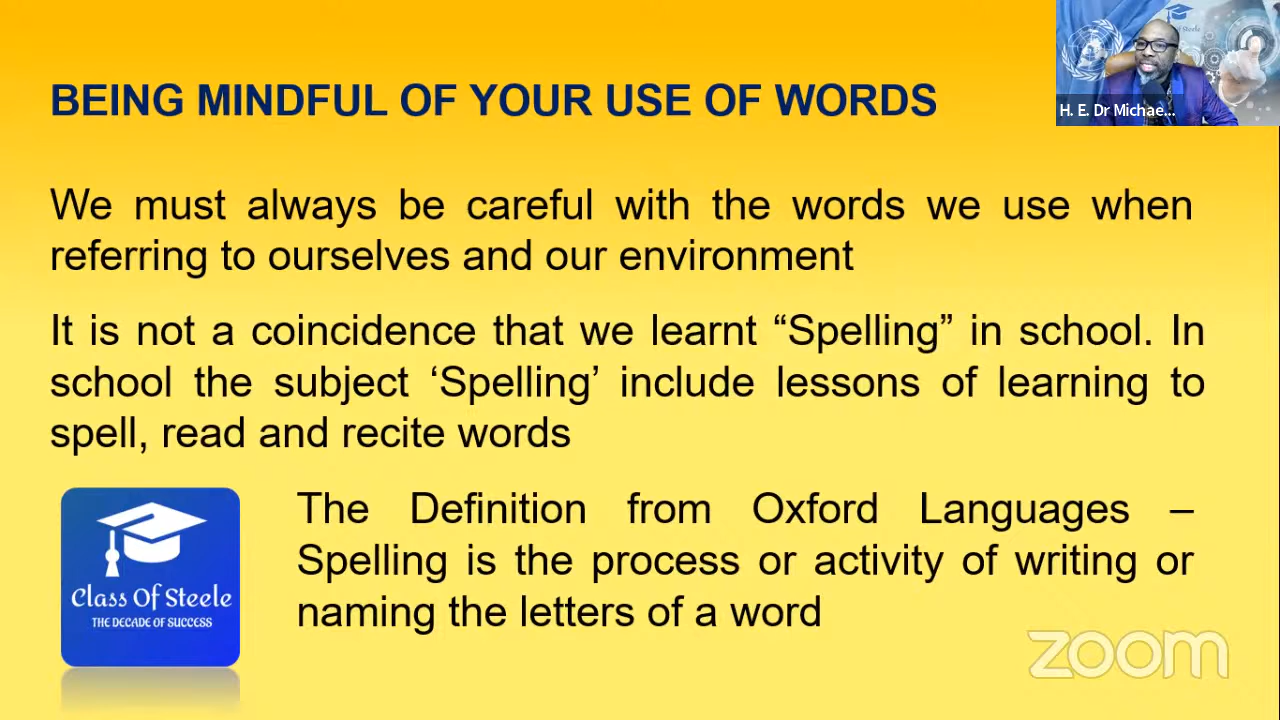 BEING MINDFUL OF YOUR USE OF WORDS
of Steele
H. E. Dr Michae...
We must always be careful with the words we use when
referring to ourselves and our environment
It is not a coincidence that we learnt “Spelling” in school. In
school the subject ‘Spelling’ include lessons of learning to
spell, read and recite words
The Definition from Oxford Languages –
Spelling is the process or activity of writing or
naming the letters of a word
Class Of Steele
THE DECADE OF SUCCESS
zoom